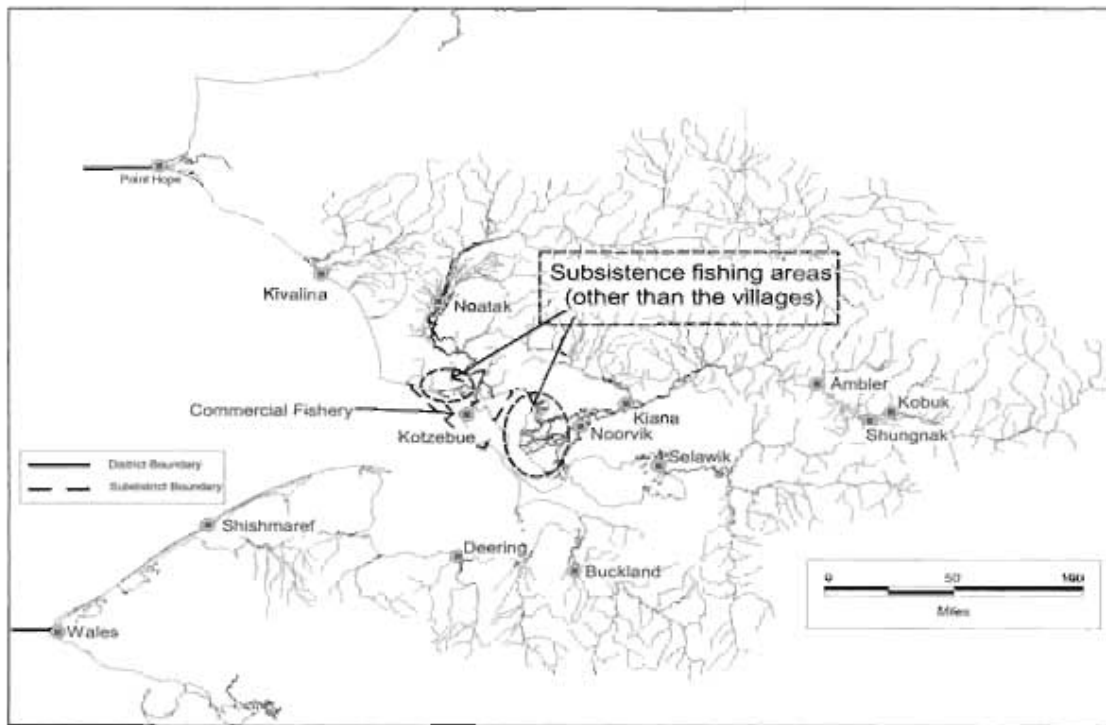 Point Hope
Kivalina
Noatak
Subsistence fishing areas
(other than the villages)
Commercial Fishery
Kotzebue
Kiana
Noorvik
Ambler
Kobuk
Shungnak
Selawik
District Boundary
Subdistrict Boundary
Shishmaref
Deering
Buckland
Wales
0 50 100
Miles